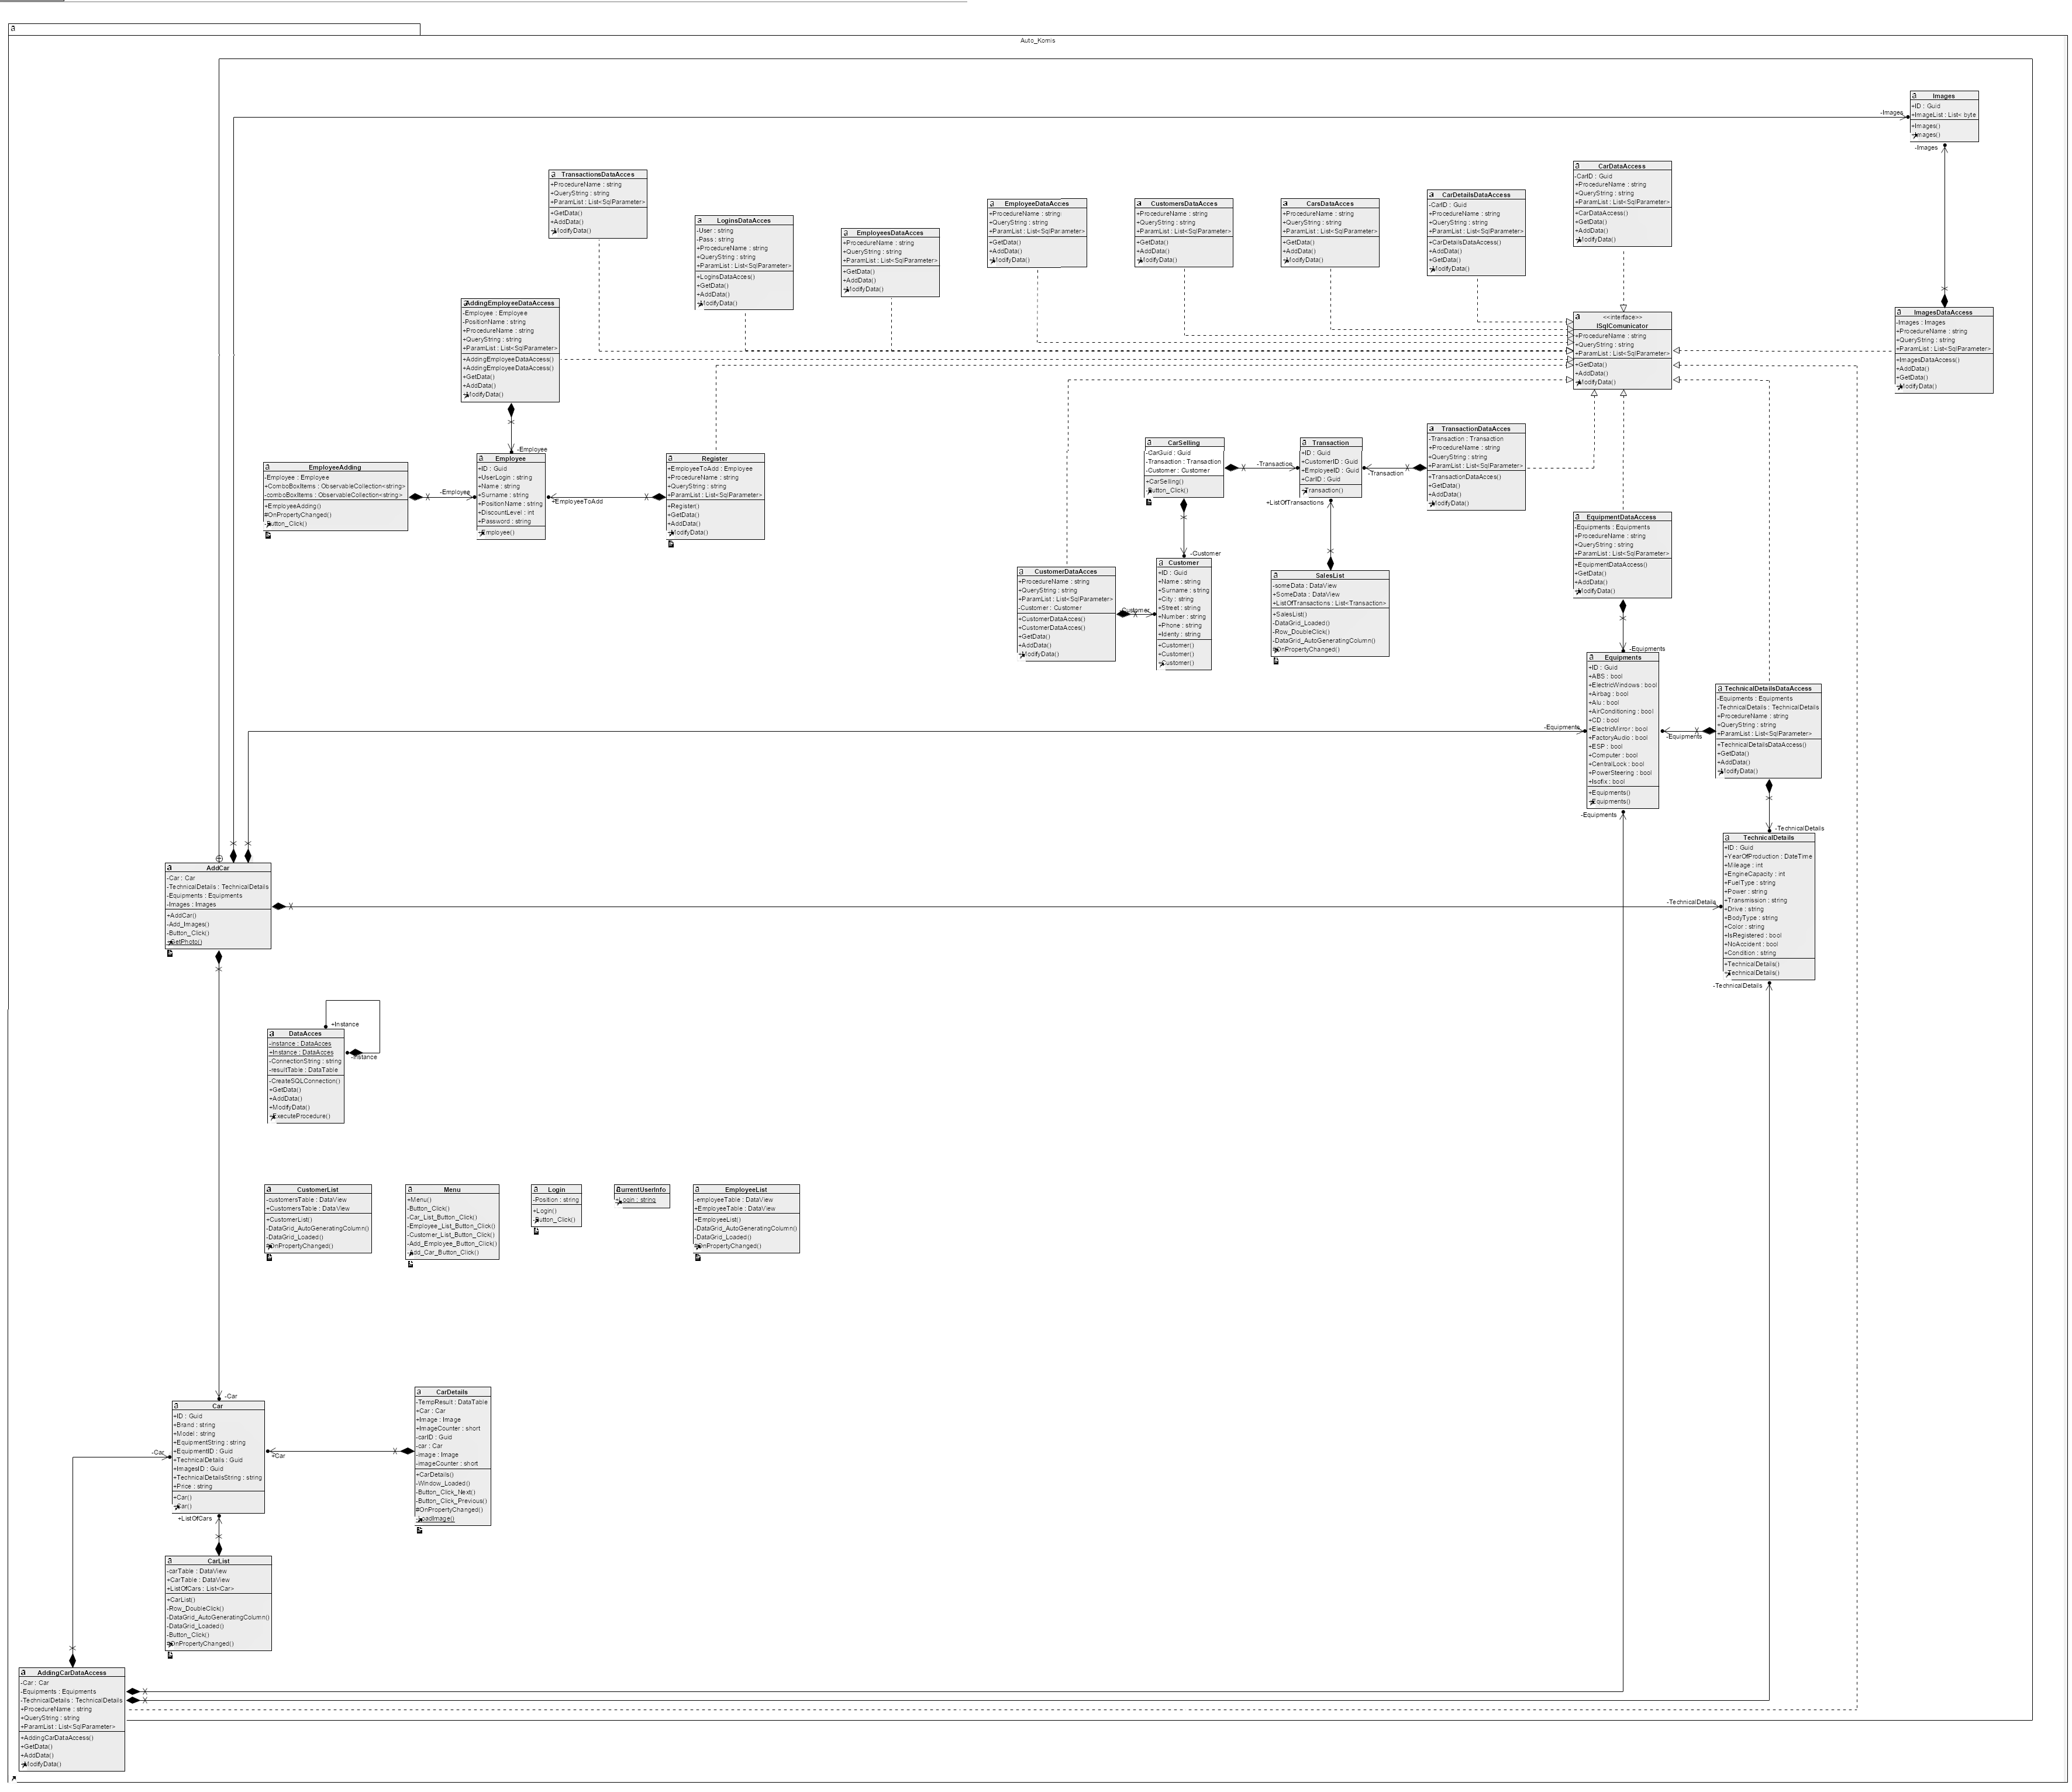 Auto_Komis
Images
+ID : Guid
+ImageList : List< byte
+Images()
+Images()
-Images
-Images
CarDataAccess
-CarID : Guid
+ProcedureName : string
+QueryString : string
+ParamList : List<SqlParameter>
+CarDataAccess()
+GetData()
+AddData()
+ModifyData()
TransactionsDataAcces
+ProcedureName : string
+QueryString : string
+ParamList : List<SqlParameter>
+GetData()
+AddData()
+ModifyData()
CarDetailsDataAccess
-CarID : Guid
+ProcedureName : string
+QueryString : string
+ParamList : List<SqlParameter>
+CarDetailsDataAccess()
+AddData()
+GetData()
+ModifyData()
EmployeeDataAcces
+ProcedureName : string
+QueryString : string
+ParamList : List<SqlParameter>
+GetData()
+AddData()
+ModifyData()
CustomersDataAcces
+ProcedureName : string
+QueryString : string
+ParamList : List<SqlParameter>
+GetData()
+AddData()
+ModifyData()
CarsDataAcces
+ProcedureName : string
+QueryString : string
+ParamList : List<SqlParameter>
+GetData()
+AddData()
+ModifyData()
LoginsDataAcces
-User : string
-Pass : string
+ProcedureName : string
+QueryString : string
+ParamList : List<SqlParameter>
+LoginsDataAcces()
+GetData()
+AddData()
+ModifyData()
EmployeesDataAcces
+ProcedureName : string
+QueryString : string
+ParamList : List<SqlParameter>
+GetData()
+AddData()
+ModifyData()
AddingEmployeeDataAccess
-Employee : Employee
-PositionName : string
+ProcedureName : string
+QueryString : string
+ParamList : List<SqlParameter>
+AddingEmployeeDataAccess()
+AddingEmployeeDataAccess()
+GetData()
+AddData()
+ModifyData()
<<interface>>
ISqlComunicator
+ProcedureName : string
+QueryString : string
+ParamList : List<SqlParameter>
+GetData()
+AddData()
+ModifyData()
ImagesDataAccess
-Images : Images
+ProcedureName : string
+QueryString : string
+ParamList : List<SqlParameter>
+ImagesDataAccess()
+AddData()
+GetData()
+ModifyData()
EmployeeAdding
-Employee : Employee
+ComboBoxItems : ObservableCollection<string>
-comboBoxItems : ObservableCollection<string>
+EmployeeAdding()
#OnPropertyChanged()
-Button_Click()
-Employee
-Employee
Employee
+ID : Guid
+UserLogin : string
+Name : string
+Surname : string
+PositionName : string
+DiscountLevel : int
+Password : string
+Employee()
+EmployeeToAdd
Register
+EmployeeToAdd : Employee
+ProcedureName : string
+QueryString : string
+ParamList : List<SqlParameter>
+Register()
+GetData()
+AddData()
+ModifyData()
CarSelling
-CarGuid : Guid
-Transaction : Transaction
-Customer : Customer
+CarSelling()
-Button_Click()
-Transaction
Transaction
+ID : Guid
+CustomerID : Guid
+EmployeeID : Guid
+CarID : Guid
+Transaction()
-Transaction
+ListOfTransactions
TransactionDataAcces
-Transaction : Transaction
+ProcedureName : string
+QueryString : string
+ParamList : List<SqlParameter>
+TransactionDataAcces()
+GetData()
+AddData()
+ModifyData()
EquipmentDataAccess
-Equipments : Equipments
+ProcedureName : string
+QueryString : string
+ParamList : List<SqlParameter>
+EquipmentDataAccess()
+GetData()
+AddData()
+ModifyData()
CustomerDataAcces
+ProcedureName : string
+QueryString : string
+ParamList : List<SqlParameter>
-Customer : Customer
+CustomerDataAcces()
+CustomerDataAcces()
+GetData()
+AddData()
+ModifyData()
-Customer
-Customer
Customer
+ID : Guid
+Name : string
+Surname : string
+City : string
+Street : string
+Number : string
+Phone : string
+Identy : string
+Customer()
+Customer()
+Customer()
SalesList
-someData : DataView
+SomeData : DataView
+ListOfTransactions : List<Transaction>
+SalesList()
-DataGrid_Loaded()
-Row_DoubleClick()
-DataGrid_AutoGeneratingColumn()
#OnPropertyChanged()
-Equipments
Equipments
+ID : Guid
+ABS : bool
+ElectricWindows : bool
+Airbag : bool
+Alu : bool
+AirConditioning : bool
+CD : bool
+ElectricMirror : bool
+FactoryAudio : bool
+ESP : bool
+Computer : bool
+CentralLock : bool
+PowerSteering : bool
+Isofix : bool
+Equipments()
+Equipments()
-Equipments
-Equipments
-Equipments
TechnicalDetailsDataAccess
-Equipments : Equipments
-TechnicalDetails : TechnicalDetails
+ProcedureName : string
+QueryString : string
+ParamList : List<SqlParameter>
+TechnicalDetailsDataAccess()
+GetData()
+AddData()
+ModifyData()
-TechnicalDetails
TechnicalDetails
+ID : Guid
+YearOfProduction : DateTime
+Mileage : int
+EngineCapacity : int
+FuelType : string
+Power : string
+Transmission : string
+Drive : string
+BodyType : string
+Color : string
+IsRegistered : bool
+NoAccident : bool
+Condition : string
+TechnicalDetails()
+TechnicalDetails()
-TechnicalDetails
-TechnicalDetails
AddCar
-Car : Car
-TechnicalDetails : TechnicalDetails
-Equipments : Equipments
-Images : Images
+AddCar()
-Add_Images()
-Button_Click()
+GetPhoto()
+Instance
DataAcces
-instance : DataAcces
+Instance : DataAcces
-ConnectionString : string
-resultTable : DataTable
-CreateSQLConnection()
+GetData()
+AddData()
+ModifyData()
+ExecuteProcedure()
-instance
CustomerList
-customersTable : DataView
+CustomersTable : DataView
+CustomerList()
-DataGrid_AutoGeneratingColumn()
-DataGrid_Loaded()
#OnPropertyChanged()
Menu
+Menu()
-Button_Click()
-Car_List_Button_Click()
-Employee_List_Button_Click()
-Customer_List_Button_Click()
-Add_Employee_Button_Click()
-Add_Car_Button_Click()
Login
-Position : string
+Login()
-Button_Click()
CurrentUserInfo
+Login : string
EmployeeList
-employeeTable : DataView
+EmployeeTable : DataView
+EmployeeList()
-DataGrid_AutoGeneratingColumn()
-DataGrid_Loaded()
#OnPropertyChanged()
-Car
Car
+ID : Guid
+Brand : string
+Model : string
+EquipmentString : string
+EquipmentID : Guid
+TechnicalDetails : Guid
+ImagesID : Guid
+TechnicalDetailsString : string
+Price : string
+Car()
+Car()
-Car
+Car
+ListOfCars
CarDetails
-TempResult : DataTable
+Car : Car
+Image : Image
+ImageCounter : short
-carID : Guid
-car : Car
-image : Image
-imageCounter : short
+CarDetails()
-Window_Loaded()
-Button_Click_Next()
-Button_Click_Previous()
#OnPropertyChanged()
-LoadImage()
CarList
-carTable : DataView
+CarTable : DataView
+ListOfCars : List<Car>
+CarList()
-Row_DoubleClick()
-DataGrid_AutoGeneratingColumn()
-DataGrid_Loaded()
-Button_Click()
#OnPropertyChanged()
AddingCarDataAccess
-Car : Car
-Equipments : Equipments
-TechnicalDetails : TechnicalDetails
+ProcedureName : string
+QueryString : string
+ParamList : List<SqlParameter>
+AddingCarDataAccess()
+GetData()
+AddData()
+ModifyData()